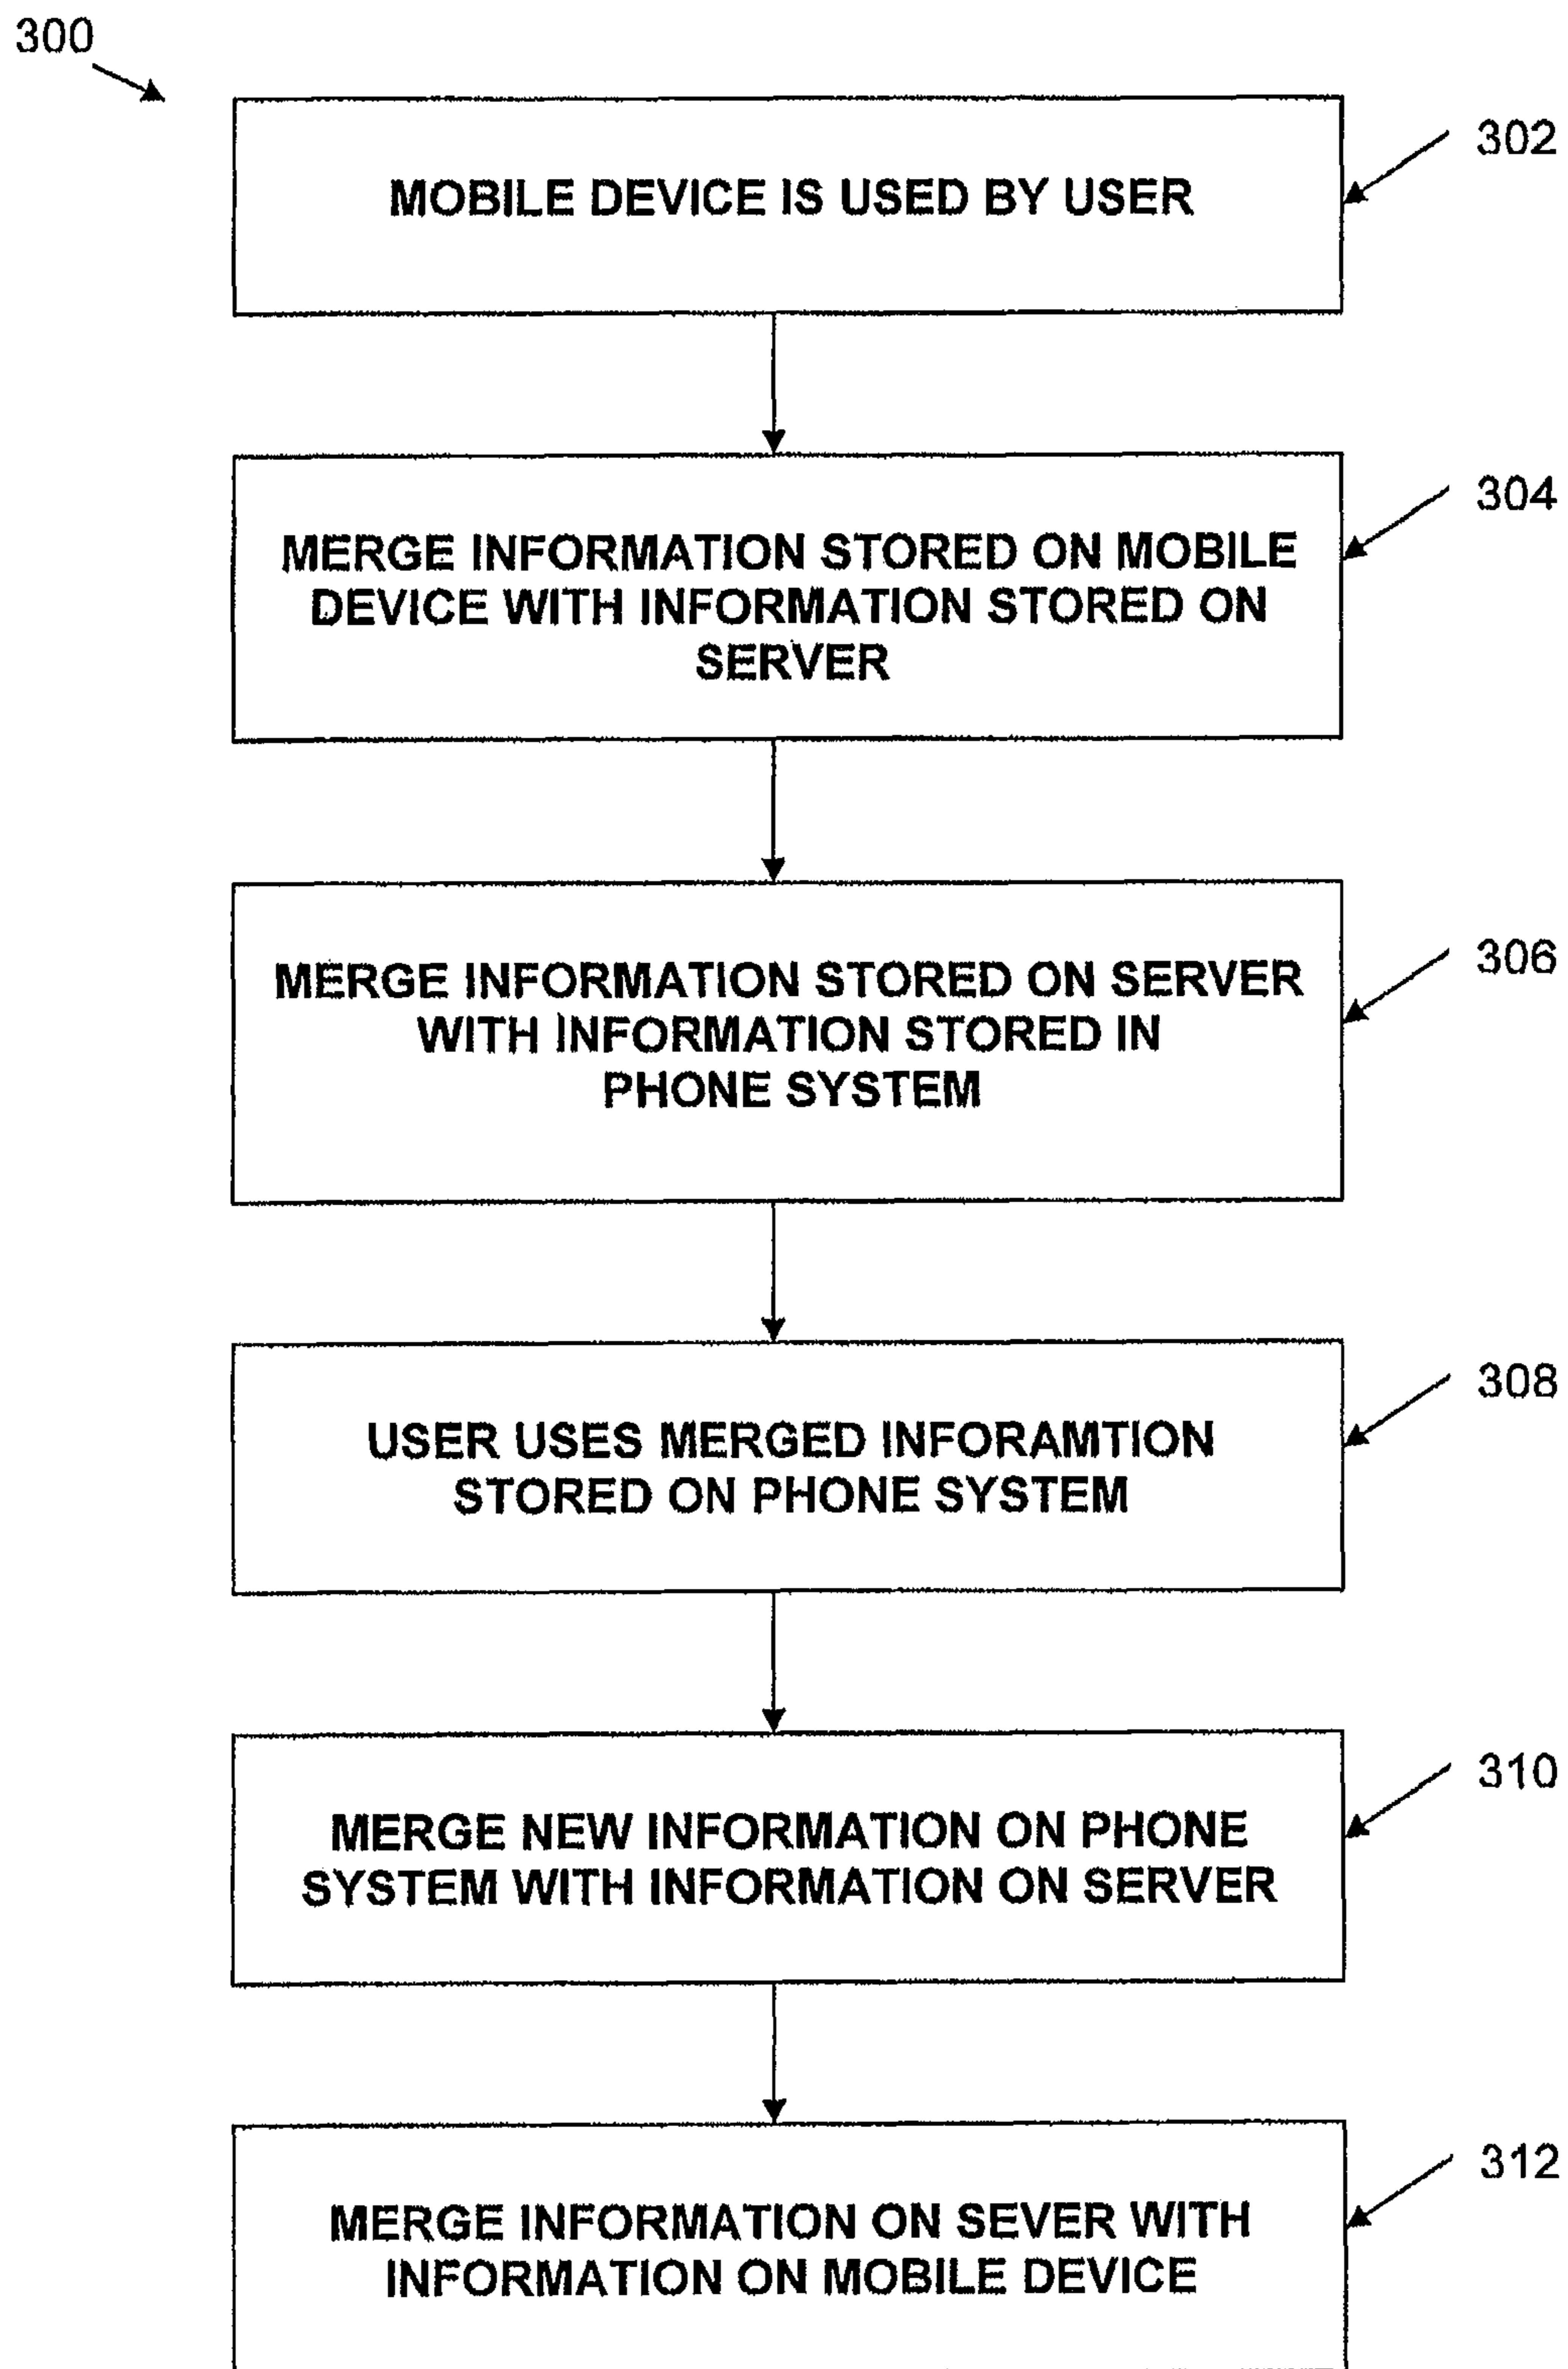 300
302
MOBILE DEVICE IS USED BY USER
304
MERGE INFORMATION STORED ON MOBILE
DEVICE WITH INFORMATION STORED ON
SERVER
306
MERGE INFORMATION STORED ON SERVER
WITH INFORMATION STORED IN
PHONE SYSTEM
308
USER USES MERGED INFORAMTION
STORED ON PHONE SYSTEM
310
MERGE NEW INFORMATION ON PHONE
SYSTEM WITH INFORMATION ON SERVER
312
MERGE INFORMATION ON SEVER WITH
INFORMATION ON MOBILE DEVICE